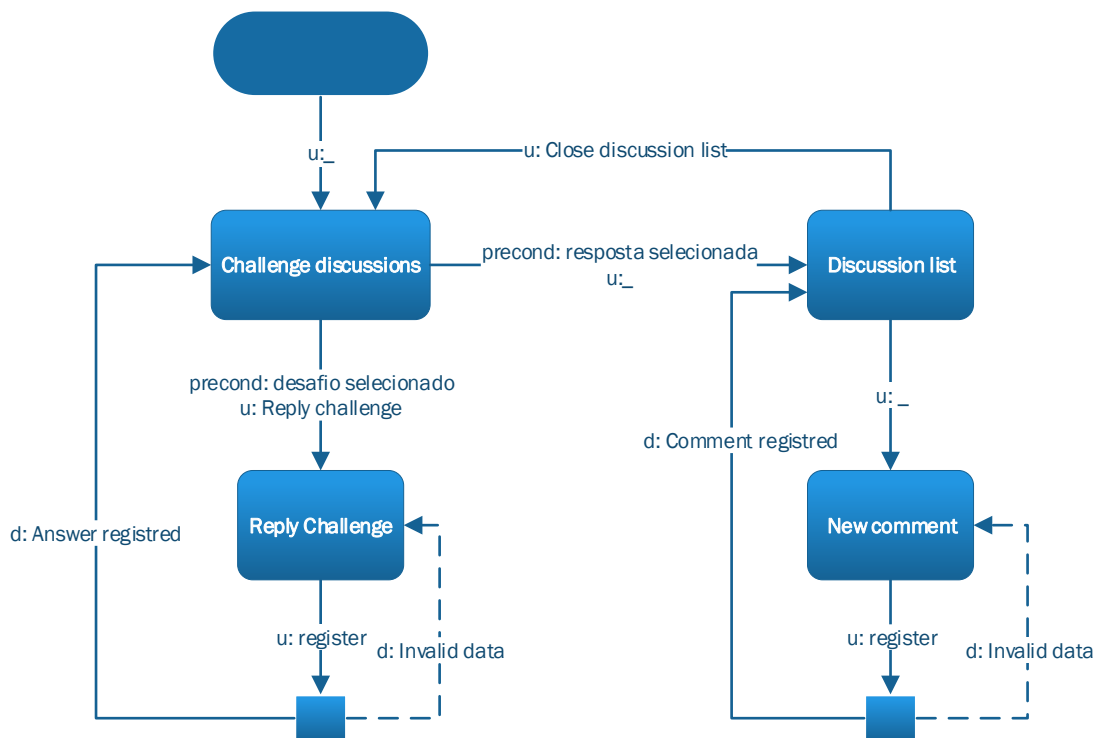 u:_
u: Close discussion list
Challenge discussions
precond: resposta selecionada
u:_
Discussion list
precond: desafio selecionado
u: Reply challenge
u: _
d: Comment registred
d: Answer registred
Reply Challenge
New comment
u: register
d: Invalid data
u: register
d: Invalid data